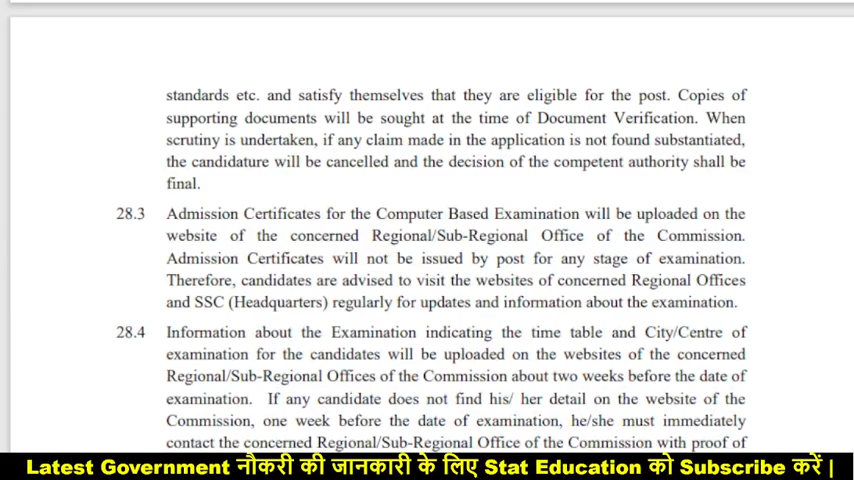 standards etc. and satisfy themselves that they are eligible for the post. Copies of
supporting documents will be sought at the time of Document Verification. When
scrutiny is undertaken, if any claim made in the application is not found substantiated,
the candidature will be cancelled and the decision of the competent authority shall be
final.
28.3 Admission Certificates for the Computer Based Examination will be uploaded on the
website of the concerned Regional/Sub-Regional Office of the Commission.
Admission Certificates will not be issued by post for any stage of examination.
Therefore, candidates are advised to visit the websites of concerned Regional Offices
and SSC (Headquarters) regularly for updates and information about the examination.
28.4 Information about the Examination indicating the time table and City/Centre of
examination for the candidates will be uploaded on the websites of the concerned
Regional/Sub-Regional Offices of the Commission about two weeks before the date of
examination. If any candidate does not find his/ her detail on the website of the
Commission, one week before the date of examination, he/she must immediately
contact the concerned Regional/Sub-Regional Office of the Commission with proof of
Latest Government नौकरी की जानकारी के लिए Stat Education को Subscribe करें |